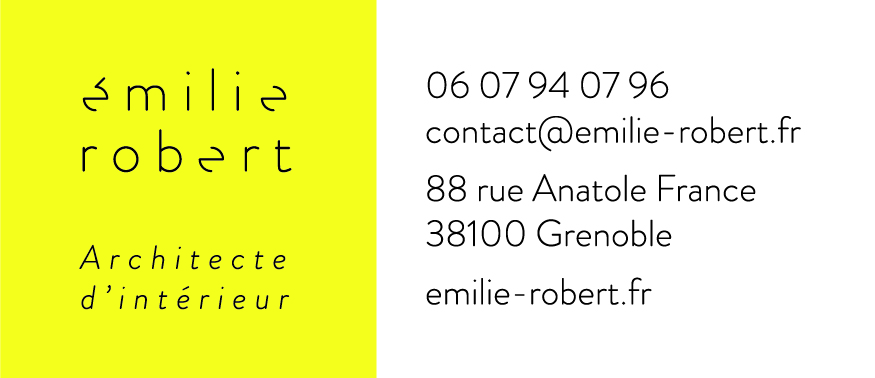 émilie
robert
Architecte
d'intérieur
06 07 94 07 96
contact@emilie-robert.fr
88 rue Anatole France
38100 Grenoble
emilie-robert.fr